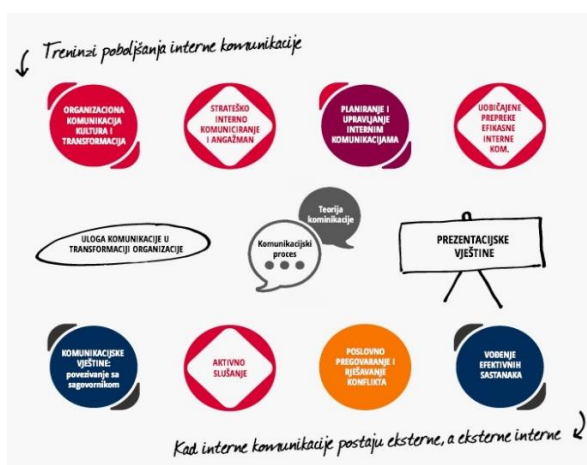 Treninzi poboljšanja interne komunikacije
ORGANIZACIONA
KOMUNIKACIJA
KULTURA I
TRANSFORMACIJA
STRATEŠKO
INTERNO
KOMUNICIRANJE
I ANGAŽMAN
PLANIRANJE I
UPRAVLJANJE
INTERNIM
KOMUNIKACIJAMA
UOBIČAJENE
PREPREKE
EFIKASNE
INTERNE
KOM.
ULOGA KOMUNIKACIJE U
TRANSFORMACIJI ORGANIZACIJE
Teorija
kominikacije
Komunikacijski
proces
PREZENTACIJSKE
VJEŠTINE
KOMUNIKACIJSKE
VJEŠTINE:
povezivanje sa
sagovornikom
AKTIVNO
SLUŠANJE
POSLOVNO
PREGOVARANJE I
RJEŠAVANJE
KONFLIKTA
VOĐENJE
EFEKTIVNIH
SASTANAKA
Kad interne komunikacije postaju eksterne, a eksterne interne